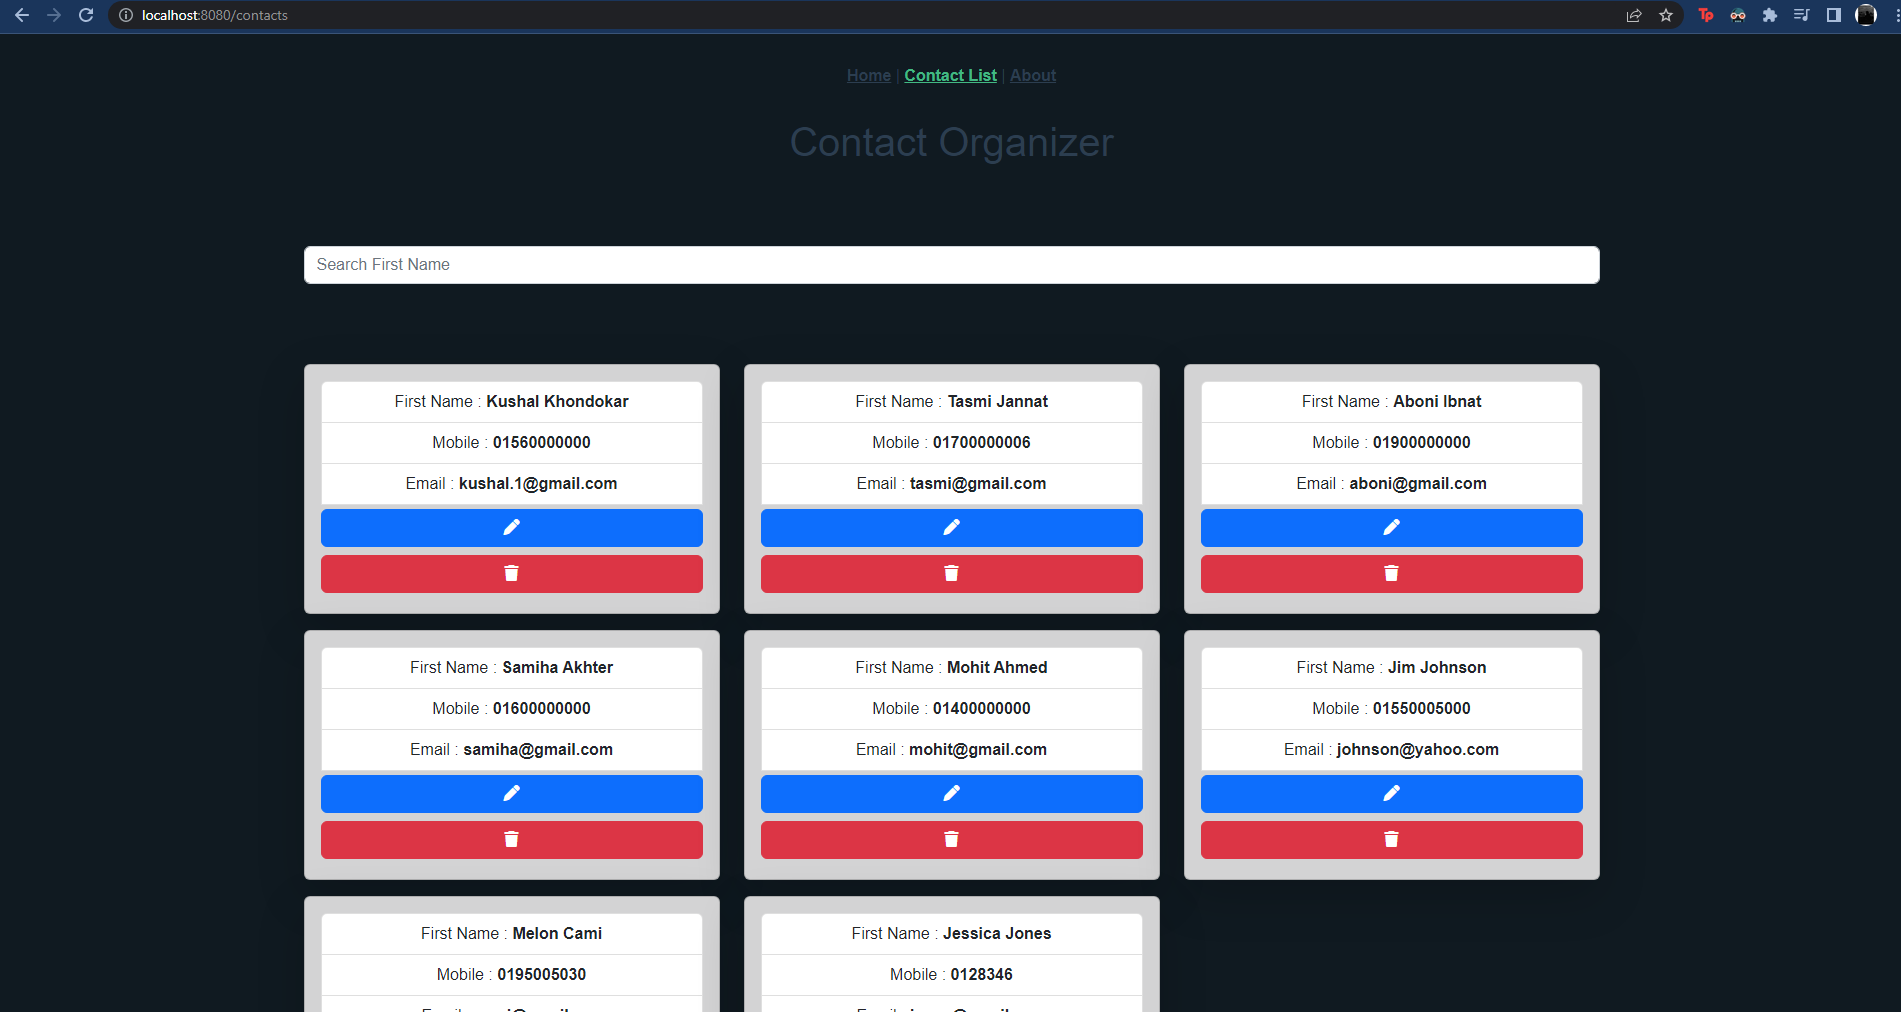 localhost:8080/contacts
Tp
Home | Contact List | About
Contact Organizer
Search First Name
First Name : Kushal Khondokar
Mobile : 01560000000
Email : kushal.1@gmail.com
First Name : Tasmi Jannat
Mobile : 01700000006
Email : tasmi@gmail.com
First Name : Aboni Ibnat
Mobile : 01900000000
Email : aboni@gmail.com
First Name : Samiha Akhter
Mobile : 01600000000
Email : samiha@gmail.com
First Name : Mohit Ahmed
Mobile : 01400000000
Email : mohit@gmail.com
First Name : Jim Johnson
Mobile : 01550005000
Email : johnson@yahoo.com
First Name : Melon Cami
Mobile : 0195005030
First Name : Jessica Jones
Mobile : 0128346